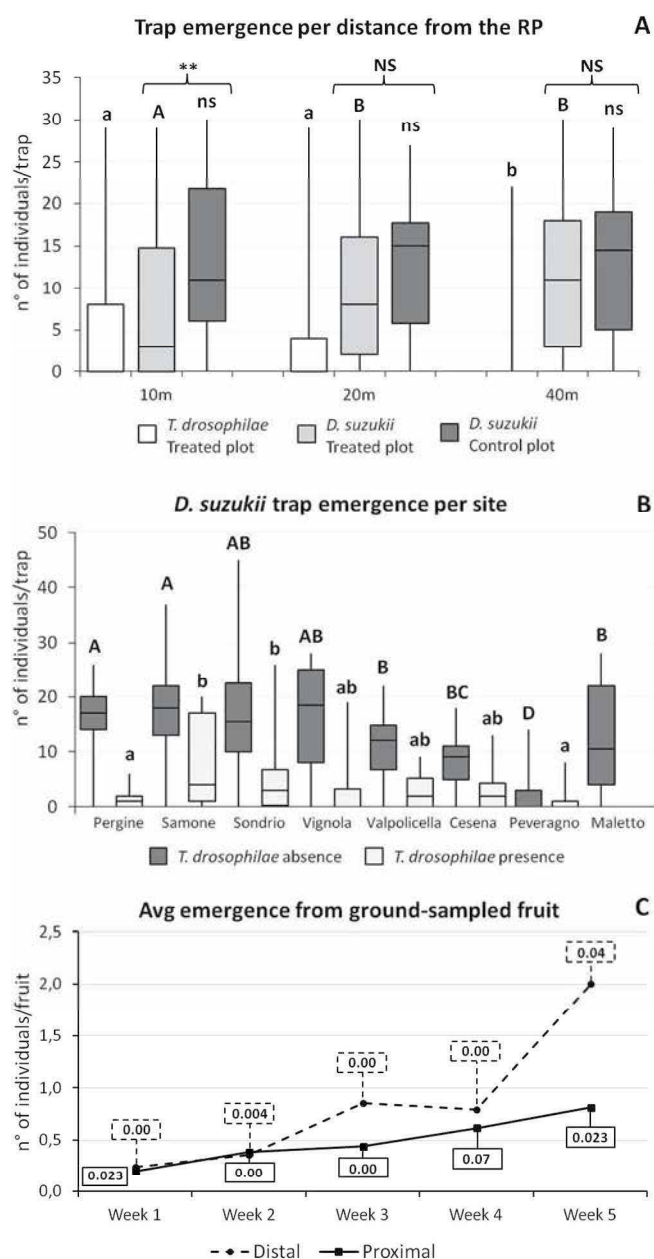 Trap emergence per distance from the RP
A
** NS NS
a A ns a B ns b B ns
n° of individuals/trap
35
30
25
20
15
10
5
0
10m 20m 40m
T. drosophilae Treated plot
D. suzukii Treated plot
D. suzukii Control plot
D. suzukii trap emergence per site
B
n° of individuals/trap
50
40
30
20
10
0
A a A b AB b AB ab B ab BC ab D a B
Pergine Samone Sondrio Vignola Valpolicella Cesena Peveragno Maletto
T. drosophilae absence T. drosophilae presence
Avg emergence from ground-sampled fruit
C
n° of individuals/fruit
2,5
2,0
1,5
1,0
0,5
0,0
0.00 0.004 0.00 0.00 0.04
0.023 0.00 0.00 0.07 0.023
Week 1 Week 2 Week 3 Week 4 Week 5
Distal Proximal